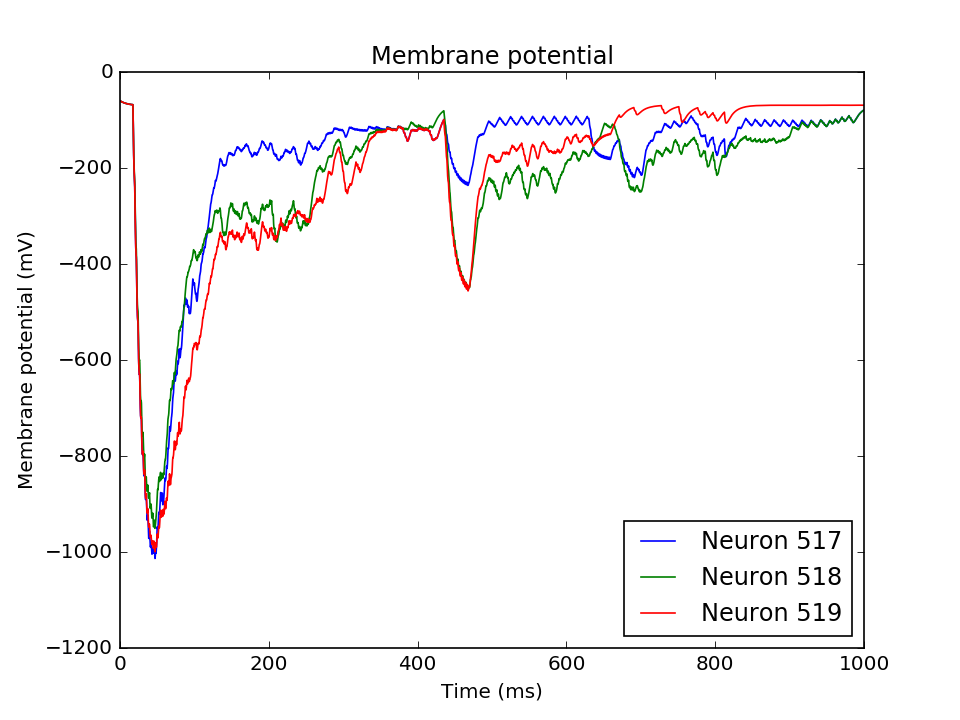 Membrane potential
Membrane potential (mV)
0
−200
−400
−600
−800
−1000
−1200
0 200 400 600 800 1000
Time (ms)
Neuron 517
Neuron 518
Neuron 519